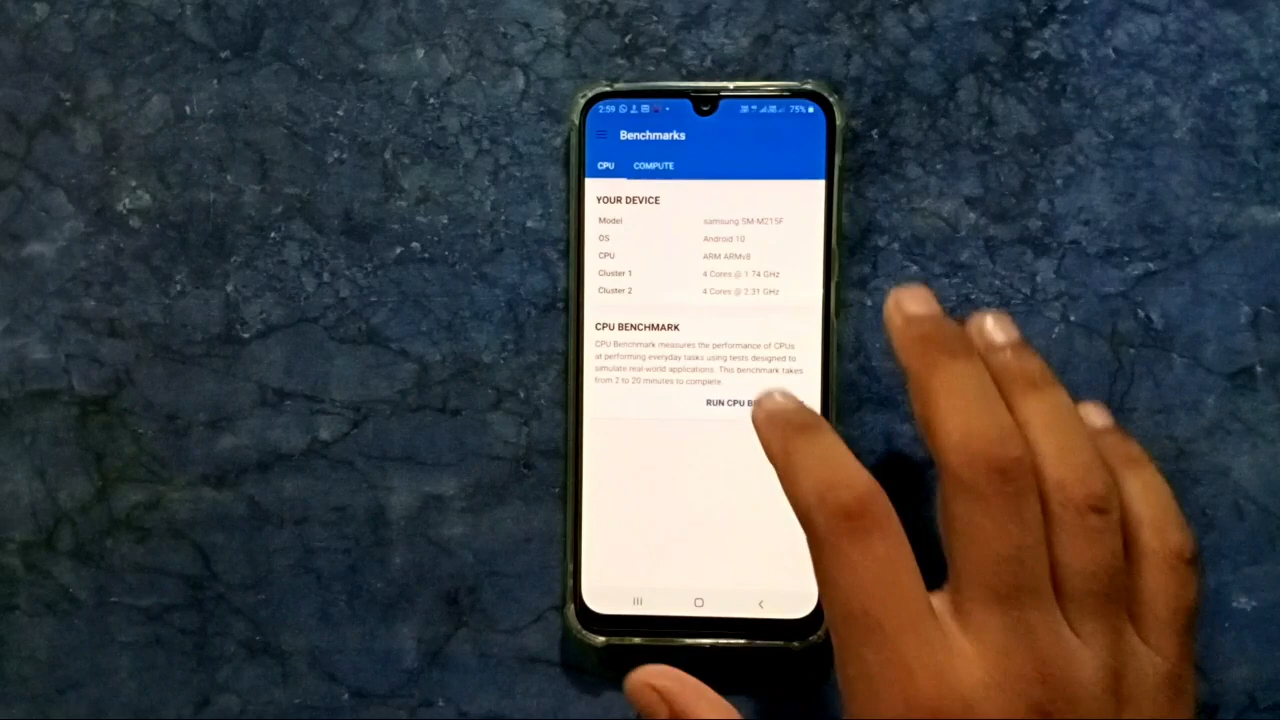 2:59 75%
Benchmarks
CPU COMPUTE
YOUR DEVICE
Model samsung SM-M215F
OS Android 10
CPU ARM ARMv8
Cluster 1 4 Cores @ 1.74 GHz
Cluster 2 4 Cores @ 2.31 GHz
CPU BENCHMARK
CPU Benchmark measures the performance of CPUs
at performing everyday tasks using tests designed to
simulate real-world applications. This benchmark takes
from 2 to 20 minutes to complete.
RUN CPU